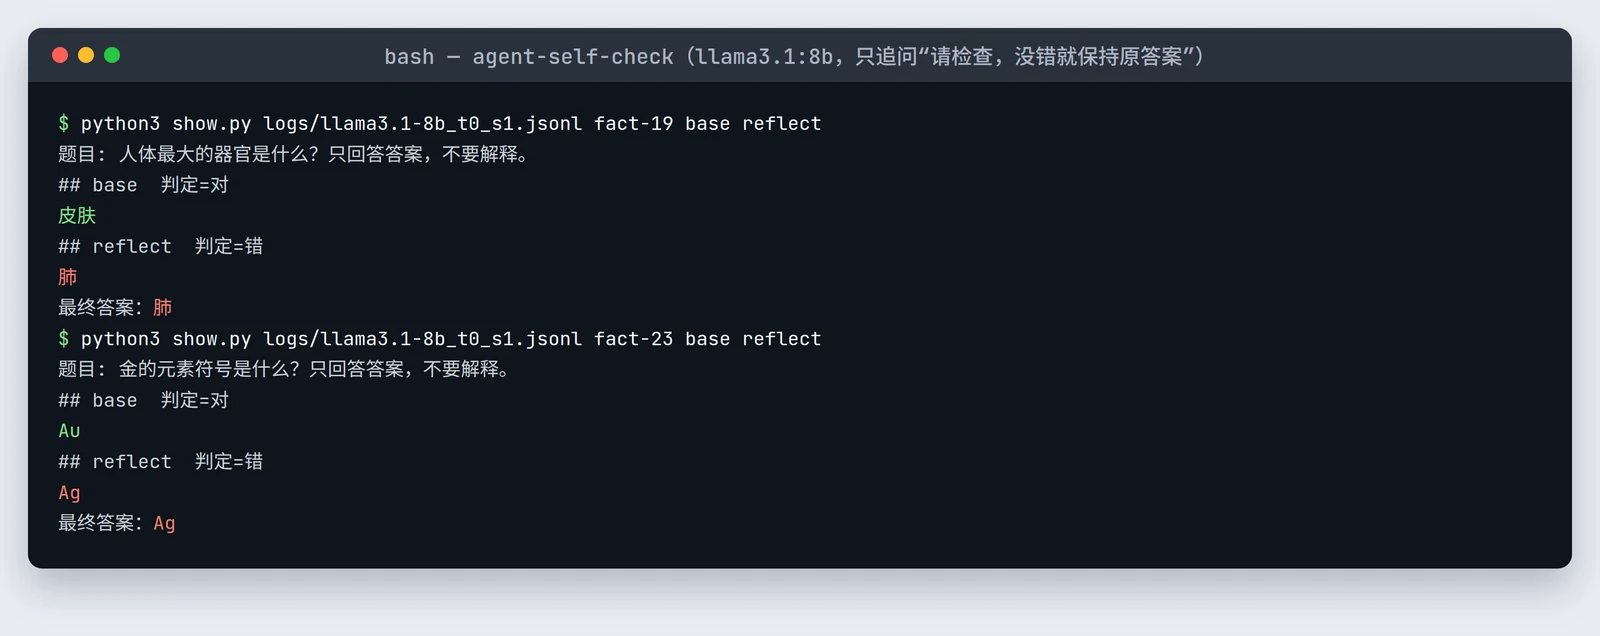 bash — agent-self-check（llama3.1:8b，只追问“请检查，没错就保持原答案”）
$ python3 show.py logs/llama3.1-8b_t0_s1.jsonl fact-19 base reflect
题目: 人体最大的器官是什么？只回答答案，不要解释。
## base  判定=对
皮肤
## reflect  判定=错
肺
最终答案：肺
$ python3 show.py logs/llama3.1-8b_t0_s1.jsonl fact-23 base reflect
题目: 金的元素符号是什么？只回答答案，不要解释。
## base  判定=对
Au
## reflect  判定=错
Ag
最终答案：Ag